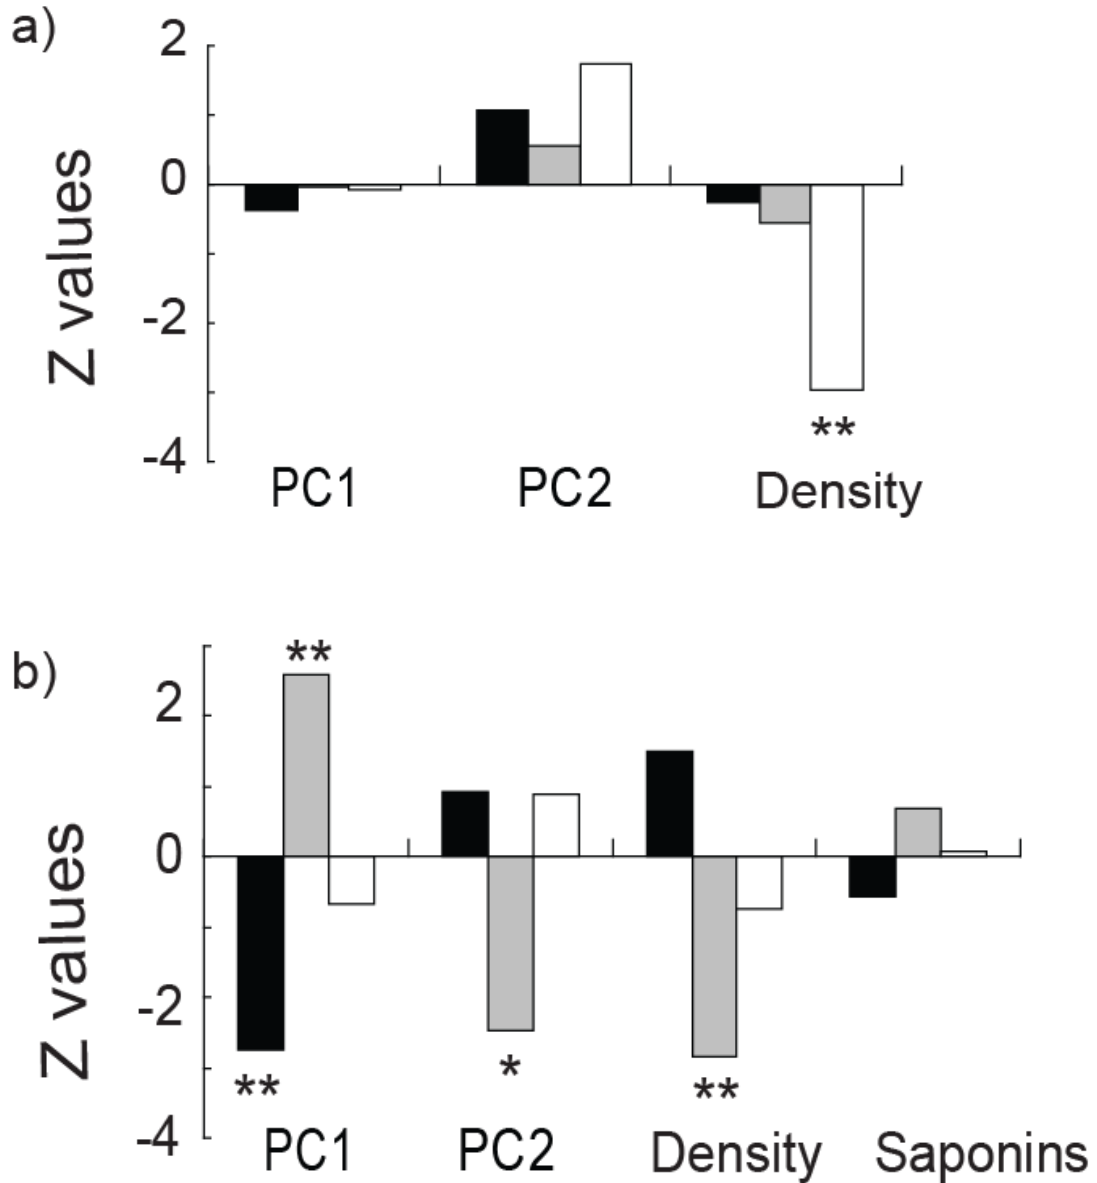 a)
2
0
-2
-4
Z values
**
PC1 PC2 Density
b)
**
2
0
-2
-4
Z values
** * **
PC1 PC2 Density Saponins